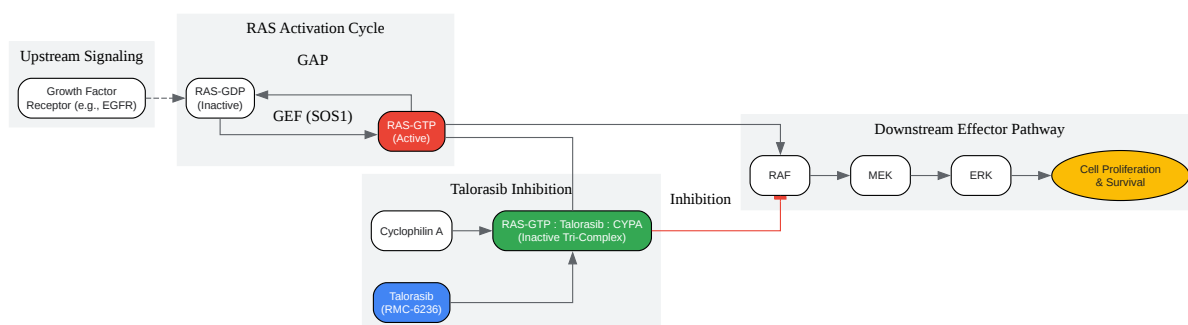 Upstream Signaling
Growth Factor
Receptor (e.g., EGFR)
RAS Activation Cycle
GAP
RAS-GDP
(Inactive)
GEF (SOS1)
RAS-GTP
(Active)
Talorasib Inhibition
Cyclophilin A
RAS-GTP : Talorasib : CYPA
(Inactive Tri-Complex)
Talorasib
(RMC-6236)
Inhibition
Downstream Effector Pathway
RAF
MEK
ERK
Cell Proliferation
& Survival